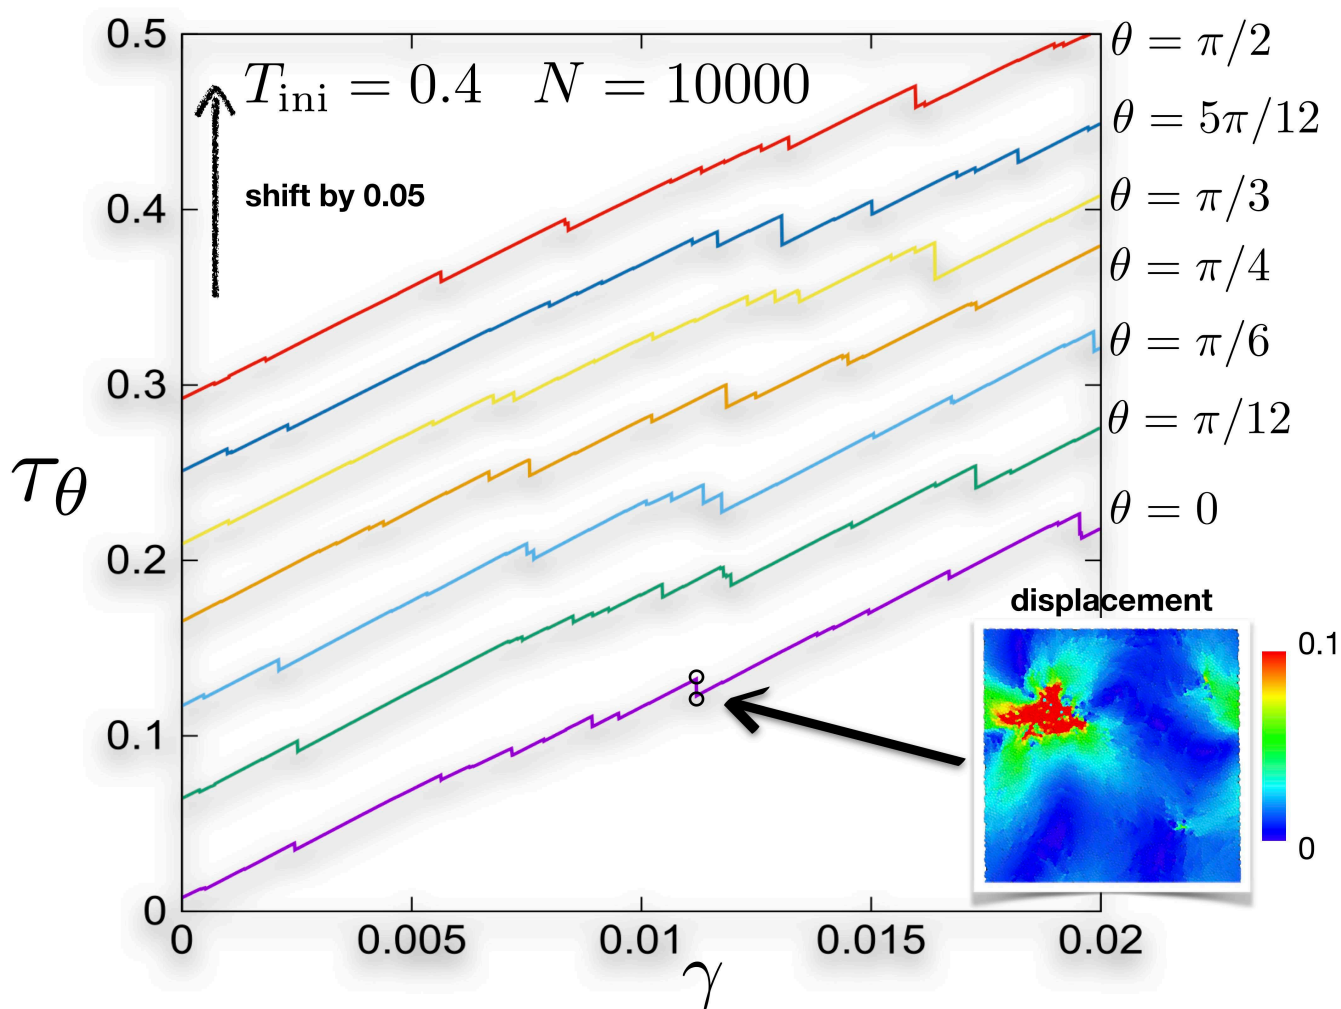 0.5
0.4
0.3
0.2
0.1
0
τθ
T_ini = 0.4 N = 10000
shift by 0.05
θ = π/2
θ = 5π/12
θ = π/3
θ = π/4
θ = π/6
θ = π/12
θ = 0
displacement
0.1
0
0 0.005 0.01 0.015 0.02
γ